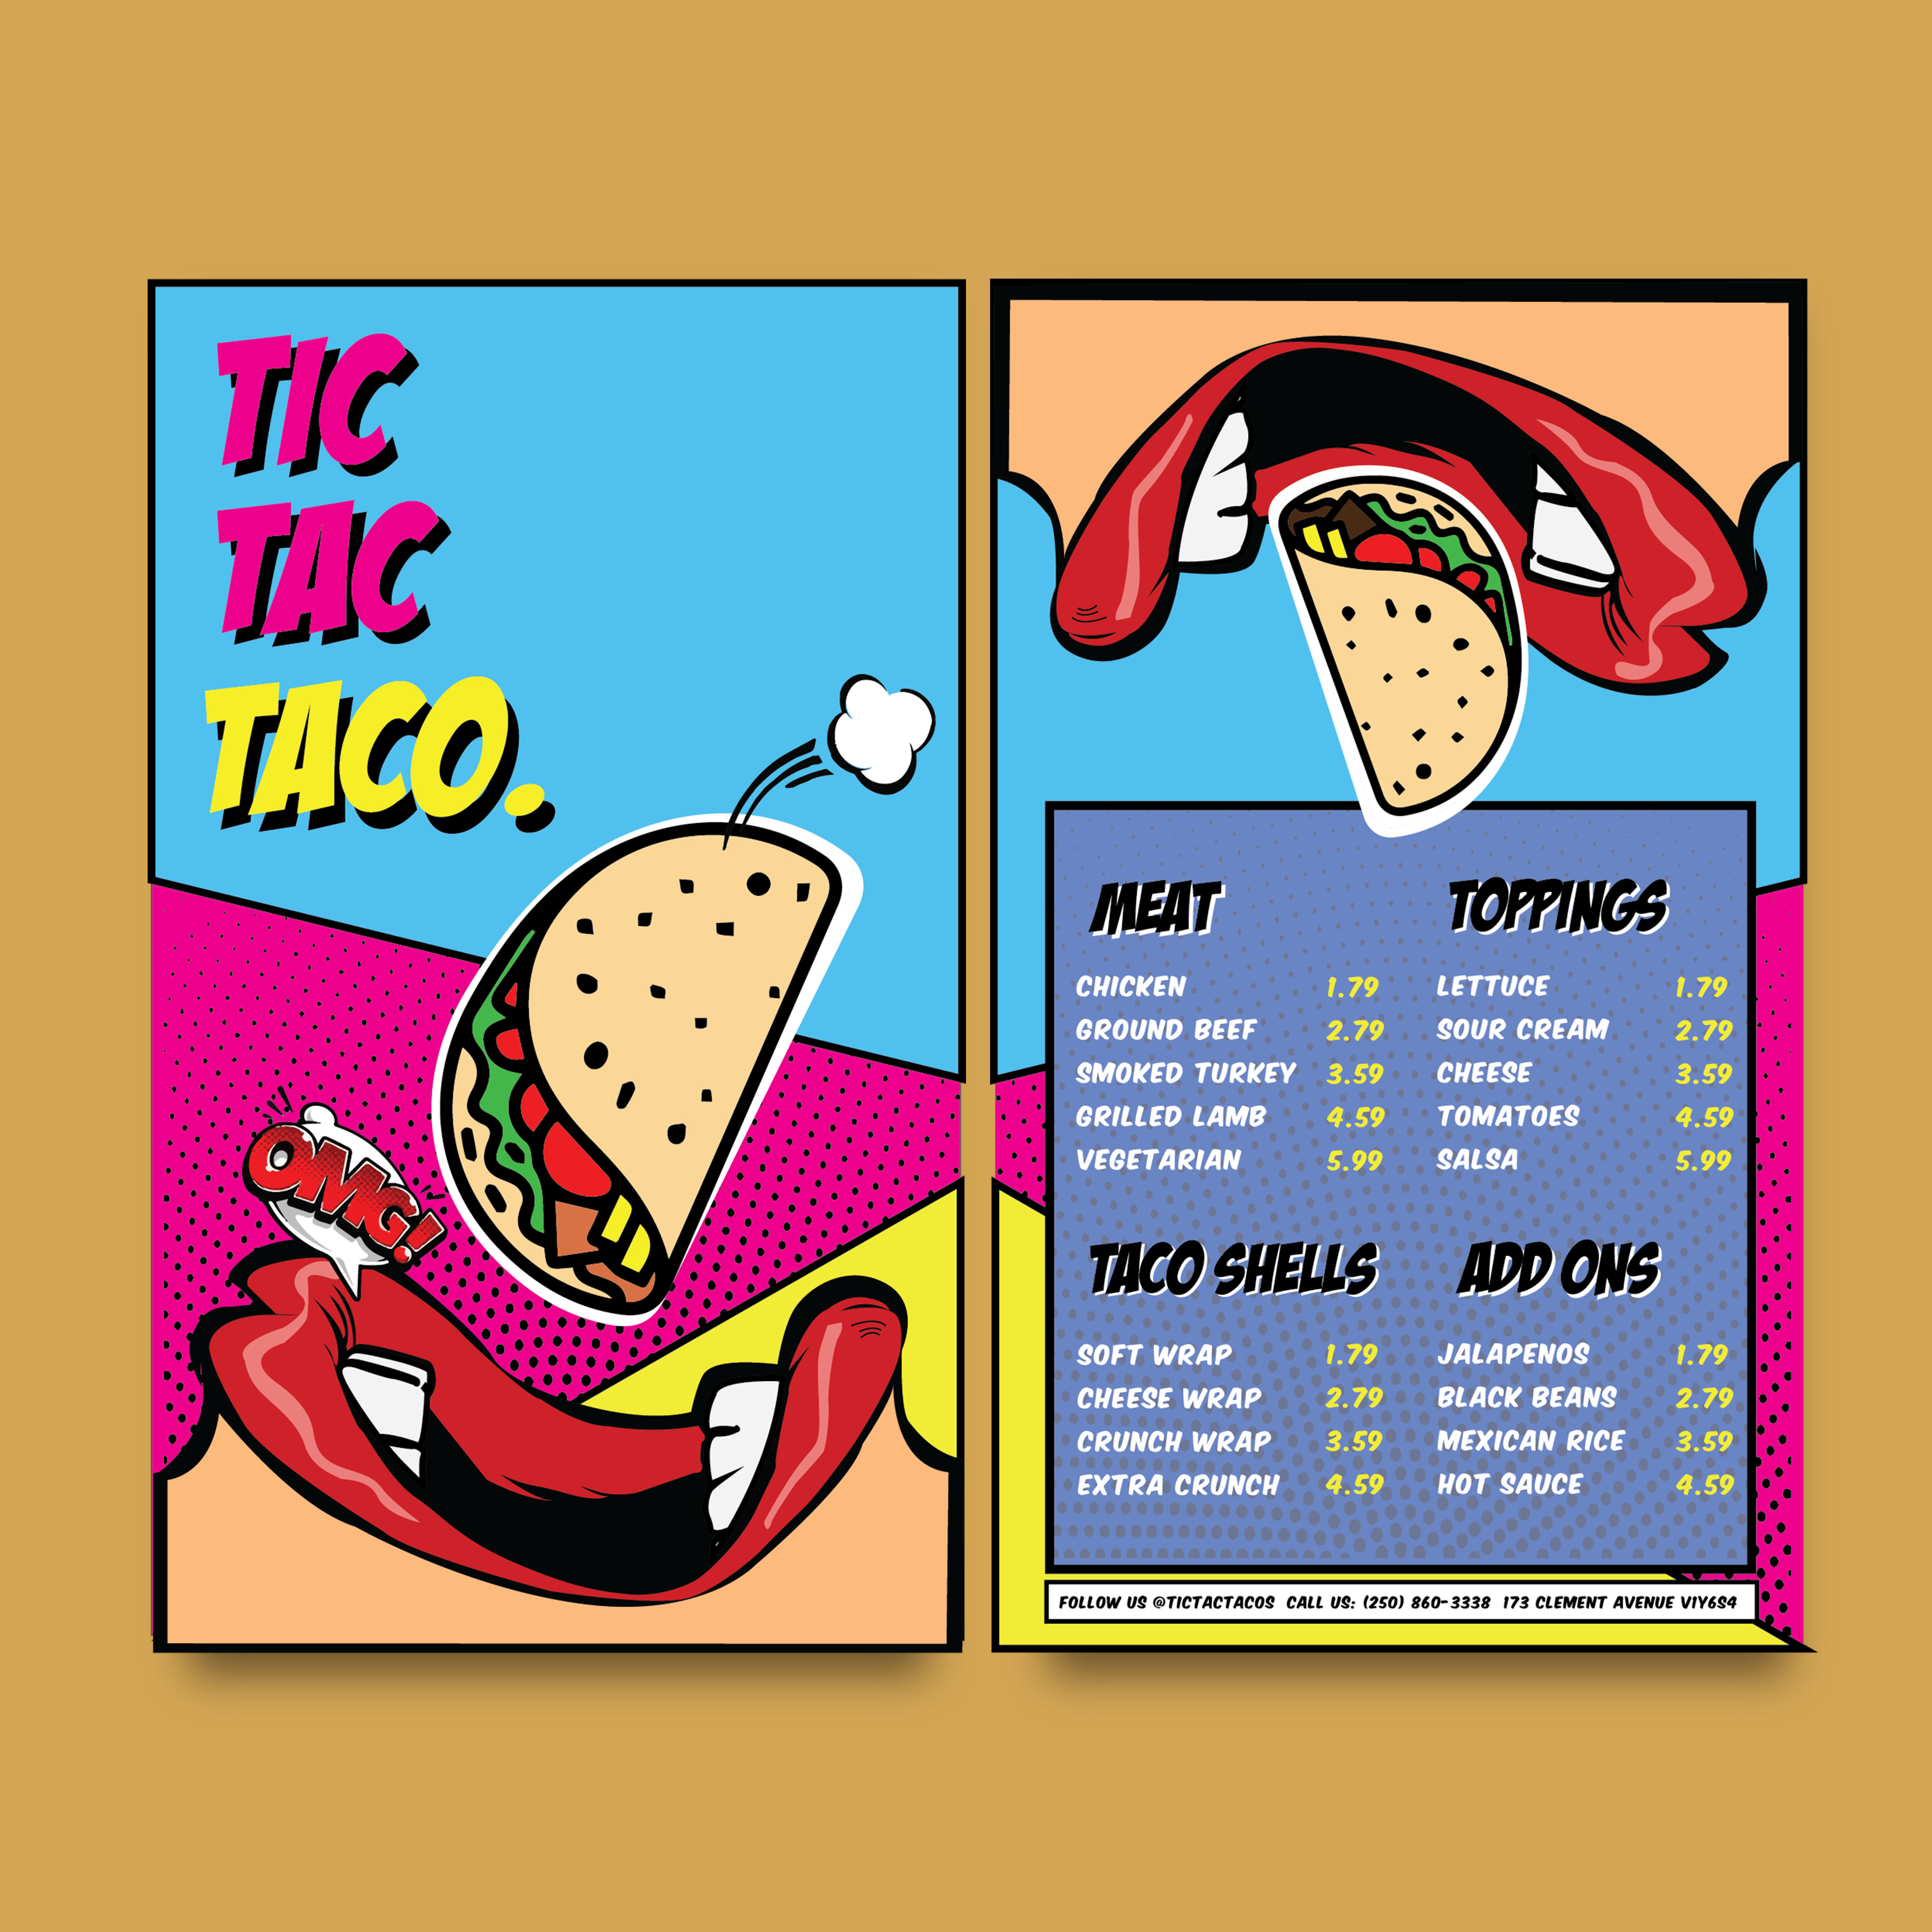 TIC
TAC
TACO.
OMG!
MEAT
CHICKEN 1.79
GROUND BEEF 2.79
SMOKED TURKEY 3.59
GRILLED LAMB 4.59
VEGETARIAN 5.99
TOPPINGS
LETTUCE 1.79
SOUR CREAM 2.79
CHEESE 3.59
TOMATOES 4.59
SALSA 5.99
TACO SHELLS
SOFT WRAP 1.79
CHEESE WRAP 2.79
CRUNCH WRAP 3.59
EXTRA CRUNCH 4.59
ADD ONS
JALAPENOS 1.79
BLACK BEANS 2.79
MEXICAN RICE 3.59
HOT SAUCE 4.59
FOLLOW US @TICTACTACOS CALL US: (250) 860-3338 173 CLEMENT AVENUE V1Y6S4